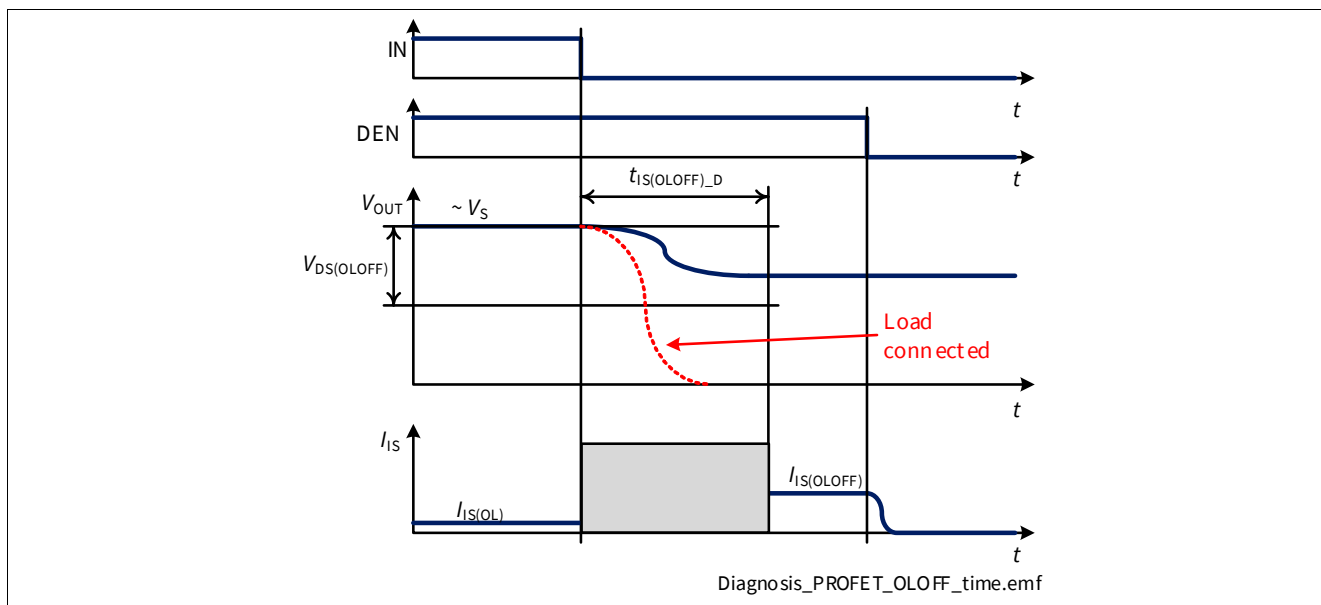 IN
t
DEN
t
tIS(OLOFF)_D
VOUT
~ VS
VDS(OLOFF)
Load
connected
t
IIS
IIS(OLOFF)
IIS(OL)
t
Diagnosis_PROFET_OLOFF_time.emf